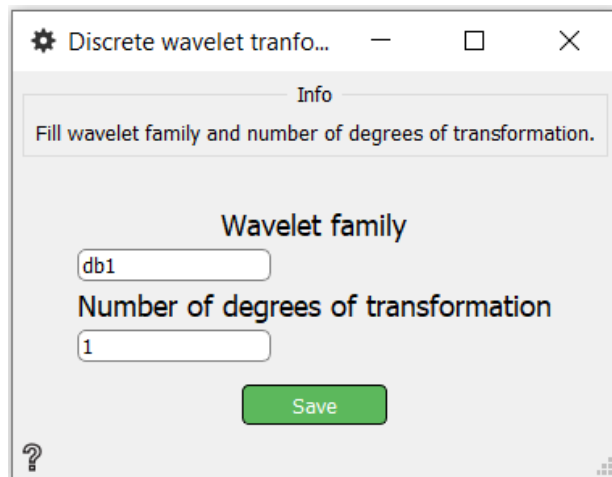 Discrete wavelet tranfo...
Info
Fill wavelet family and number of degrees of transformation.
Wavelet family
db1
Number of degrees of transformation
1
Save
?